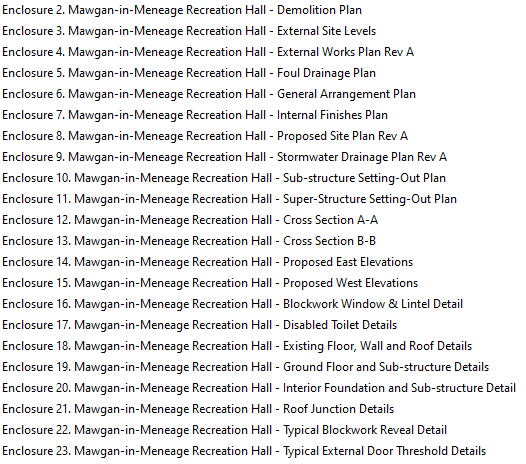 Enclosure 2. Mawgan-in-Meneage Recreation Hall - Demolition Plan
Enclosure 3. Mawgan-in-Meneage Recreation Hall - External Site Levels
Enclosure 4. Mawgan-in-Meneage Recreation Hall - External Works Plan Rev A
Enclosure 5. Mawgan-in-Meneage Recreation Hall - Foul Drainage Plan
Enclosure 6. Mawgan-in-Meneage Recreation Hall - General Arrangement Plan
Enclosure 7. Mawgan-in-Meneage Recreation Hall - Internal Finishes Plan
Enclosure 8. Mawgan-in-Meneage Recreation Hall - Proposed Site Plan Rev A
Enclosure 9. Mawgan-in-Meneage Recreation Hall - Stormwater Drainage Plan Rev A
Enclosure 10. Mawgan-in-Meneage Recreation Hall - Sub-structure Setting-Out Plan
Enclosure 11. Mawgan-in-Meneage Recreation Hall - Super-Structure Setting-Out Plan
Enclosure 12. Mawgan-in-Meneage Recreation Hall - Cross Section A-A
Enclosure 13. Mawgan-in-Meneage Recreation Hall - Cross Section B-B
Enclosure 14. Mawgan-in-Meneage Recreation Hall - Proposed East Elevations
Enclosure 15. Mawgan-in-Meneage Recreation Hall - Proposed West Elevations
Enclosure 16. Mawgan-in-Meneage Recreation Hall - Blockwork Window & Lintel Detail
Enclosure 17. Mawgan-in-Meneage Recreation Hall - Disabled Toilet Details
Enclosure 18. Mawgan-in-Meneage Recreation Hall - Existing Floor, Wall and Roof Details
Enclosure 19. Mawgan-in-Meneage Recreation Hall - Ground Floor and Sub-structure Details
Enclosure 20. Mawgan-in-Meneage Recreation Hall - Interior Foundation and Sub-structure Detail
Enclosure 21. Mawgan-in-Meneage Recreation Hall - Roof Junction Details
Enclosure 22. Mawgan-in-Meneage Recreation Hall - Typical Blockwork Reveal Detail
Enclosure 23. Mawgan-in-Meneage Recreation Hall - Typical External Door Threshold Details